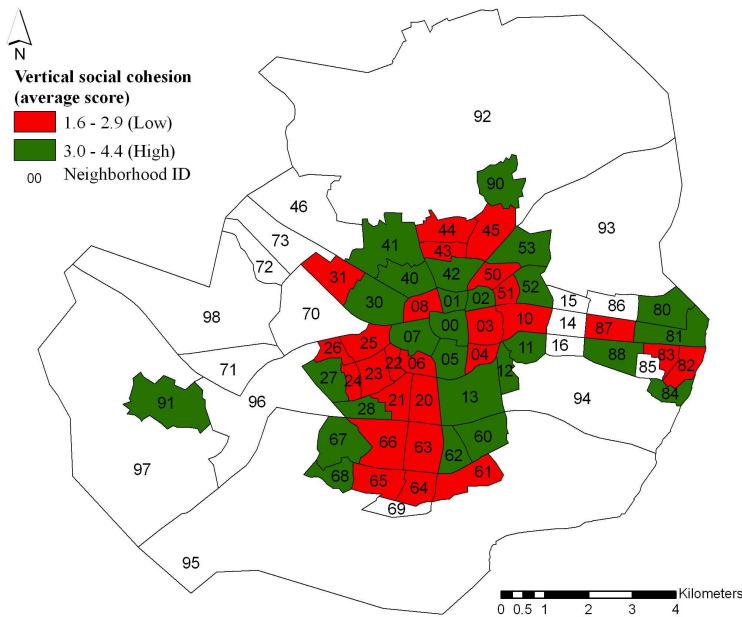 N
Vertical social cohesion
(average score)
1.6 - 2.9 (Low)
3.0 - 4.4 (High)
00 Neighborhood ID
92
90
46
93
44 45
41 43 53
73
72
31 40 42 50
52
51
15 86 80
30 08 01 02
98 70
00 03 10 14 87 81
07
26 25 16
11 88 83
71 22 06 05 04 82
85
27 24 23 12
84
91 96 28 21 20 13 94
67 66 63 60
62
97 68 61
65 64
69
95
Kilometers
0 0.5 1 2 3 4